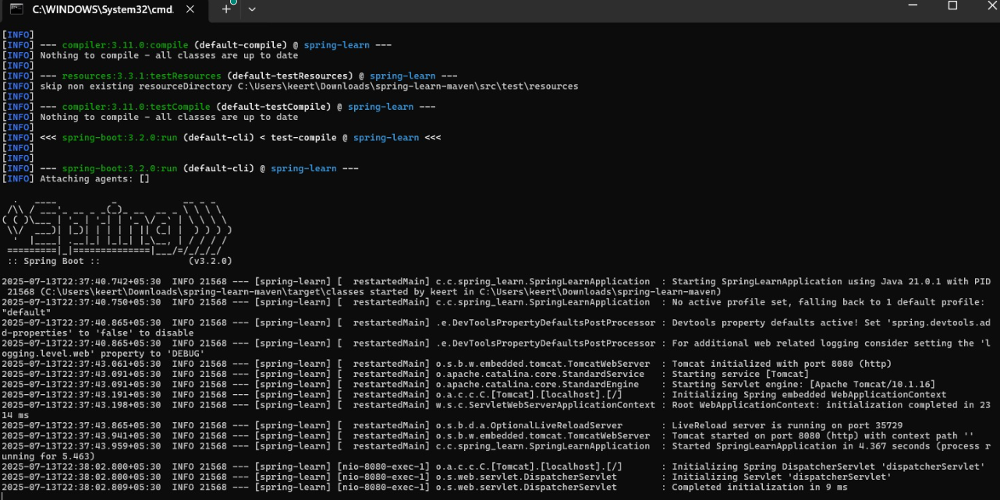 C:\WINDOWS\System32\cmd.
[INFO]
[INFO] --- compiler:3.11.0:compile (default-compile) @ spring-learn ---
[INFO] Nothing to compile - all classes are up to date
[INFO]
[INFO] --- resources:3.3.1:testResources (default-testResources) @ spring-learn ---
[INFO] skip non existing resourceDirectory C:\Users\keert\Downloads\spring-learn-maven\src\test\resources
[INFO]
[INFO] --- compiler:3.11.0:testCompile (default-testCompile) @ spring-learn ---
[INFO] Nothing to compile - all classes are up to date
[INFO]
[INFO] <<< spring-boot:3.2.0:run (default-cli) < test-compile @ spring-learn <<<
[INFO]
[INFO]
[INFO] --- spring-boot:3.2.0:run (default-cli) @ spring-learn ---
[INFO] Attaching agents: []
  .   ____          _            __ _ _
 /\\ / ___'_ __ _ _(_)_ __  __ _ \ \ \ \
( ( )\___ | '_ | '_| | '_ \/ _` | \ \ \ \
 \\/  ___)| |_)| | | | | || (_| |  ) ) ) )
  '  |____| .__|_| |_|_| |_\__, | / / / /
 =========|_|==============|___/=/_/_/_/
 :: Spring Boot ::                (v3.2.0)
2025-07-13T22:37:40.742+05:30  INFO 21568 --- [spring-learn] [  restartedMain] c.c.spring_learn.SpringLearnApplication  : Starting SpringLearnApplication using Java 21.0.1 with PID
 21568 (C:\Users\keert\Downloads\spring-learn-maven\target\classes started by keert in C:\Users\keert\Downloads\spring-learn-maven)
2025-07-13T22:37:40.750+05:30  INFO 21568 --- [spring-learn] [  restartedMain] c.c.spring_learn.SpringLearnApplication  : No active profile set, falling back to 1 default profile:
"default"
2025-07-13T22:37:40.865+05:30  INFO 21568 --- [spring-learn] [  restartedMain] .e.DevToolsPropertyDefaultsPostProcessor : Devtools property defaults active! Set 'spring.devtools.ad
d-properties' to 'false' to disable
2025-07-13T22:37:40.865+05:30  INFO 21568 --- [spring-learn] [  restartedMain] .e.DevToolsPropertyDefaultsPostProcessor : For additional web related logging consider setting the 'l
ogging.level.web' property to 'DEBUG'
2025-07-13T22:37:43.061+05:30  INFO 21568 --- [spring-learn] [  restartedMain] o.s.b.w.embedded.tomcat.TomcatWebServer  : Tomcat initialized with port 8080 (http)
2025-07-13T22:37:43.091+05:30  INFO 21568 --- [spring-learn] [  restartedMain] o.apache.catalina.core.StandardService   : Starting service [Tomcat]
2025-07-13T22:37:43.091+05:30  INFO 21568 --- [spring-learn] [  restartedMain] o.apache.catalina.core.StandardEngine    : Starting Servlet engine: [Apache Tomcat/10.1.16]
2025-07-13T22:37:43.191+05:30  INFO 21568 --- [spring-learn] [  restartedMain] o.a.c.c.C.[Tomcat].[localhost].[/]       : Initializing Spring embedded WebApplicationContext
2025-07-13T22:37:43.198+05:30  INFO 21568 --- [spring-learn] [  restartedMain] w.s.c.ServletWebServerApplicationContext : Root WebApplicationContext: initialization completed in 23
14 ms
2025-07-13T22:37:43.865+05:30  INFO 21568 --- [spring-learn] [  restartedMain] o.s.b.d.a.OptionalLiveReloadServer       : LiveReload server is running on port 35729
2025-07-13T22:37:43.941+05:30  INFO 21568 --- [spring-learn] [  restartedMain] o.s.b.w.embedded.tomcat.TomcatWebServer  : Tomcat started on port 8080 (http) with context path ''
2025-07-13T22:37:43.959+05:30  INFO 21568 --- [spring-learn] [  restartedMain] c.c.spring_learn.SpringLearnApplication  : Started SpringLearnApplication in 4.367 seconds (process r
unning for 5.463)
2025-07-13T22:38:02.800+05:30  INFO 21568 --- [spring-learn] [nio-8080-exec-1] o.a.c.c.C.[Tomcat].[localhost].[/]       : Initializing Spring DispatcherServlet 'dispatcherServlet'
2025-07-13T22:38:02.800+05:30  INFO 21568 --- [spring-learn] [nio-8080-exec-1] o.s.web.servlet.DispatcherServlet        : Initializing Servlet 'dispatcherServlet'
2025-07-13T22:38:02.809+05:30  INFO 21568 --- [spring-learn] [nio-8080-exec-1] o.s.web.servlet.DispatcherServlet        : Completed initialization in 9 ms